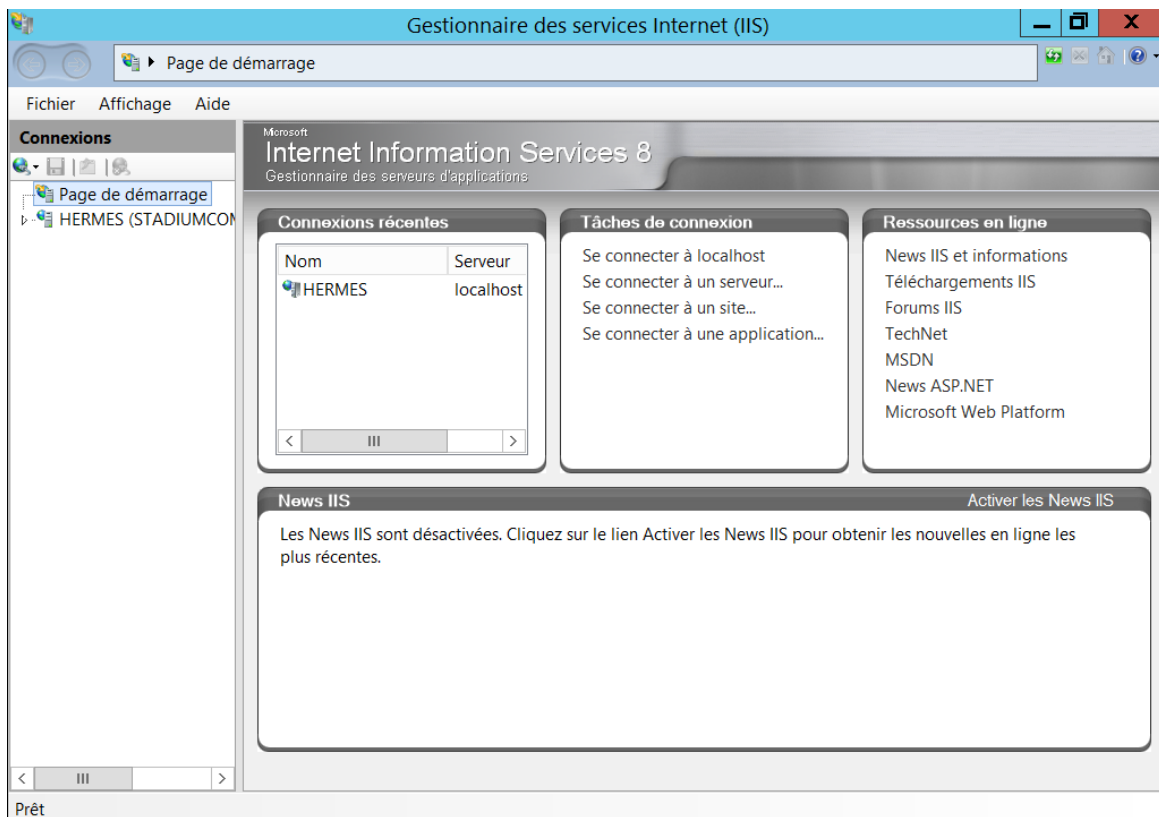 Gestionnaire des services Internet (IIS)
Page de démarrage
Fichier Affichage Aide
Connexions
Page de démarrage
HERMES (STADIUMCOM
Microsoft
Internet Information Services 8
Gestionnaire des serveurs d'applications
Connexions récentes
Nom Serveur
HERMES localhost
Tâches de connexion
Se connecter à localhost
Se connecter à un serveur...
Se connecter à un site...
Se connecter à une application...
Ressources en ligne
News IIS et informations
Téléchargements IIS
Forums IIS
TechNet
MSDN
News ASP.NET
Microsoft Web Platform
News IIS Activer les News IIS
Les News IIS sont désactivées. Cliquez sur le lien Activer les News IIS pour obtenir les nouvelles en ligne les
plus récentes.
Prêt